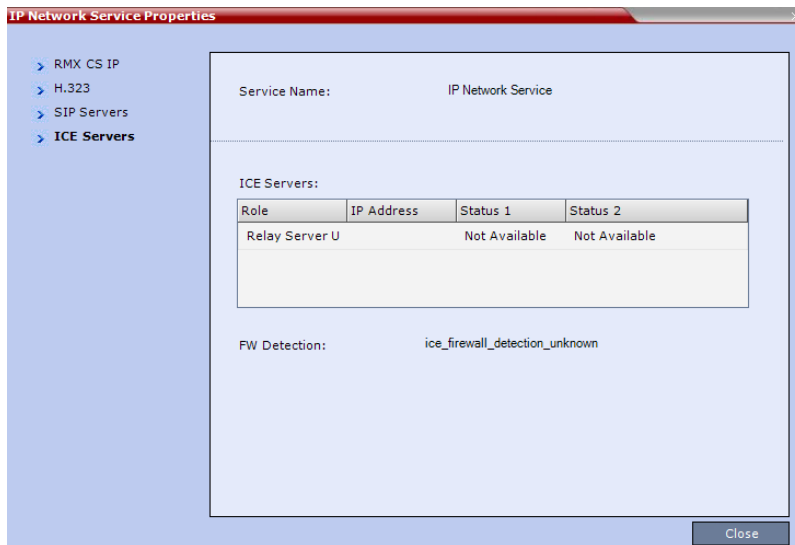 IP Network Service Properties
RMX CS IP
H.323
SIP Servers
ICE Servers
Service Name: IP Network Service
ICE Servers:
Role IP Address Status 1 Status 2
Relay Server U Not Available Not Available
FW Detection: ice_firewall_detection_unknown
Close